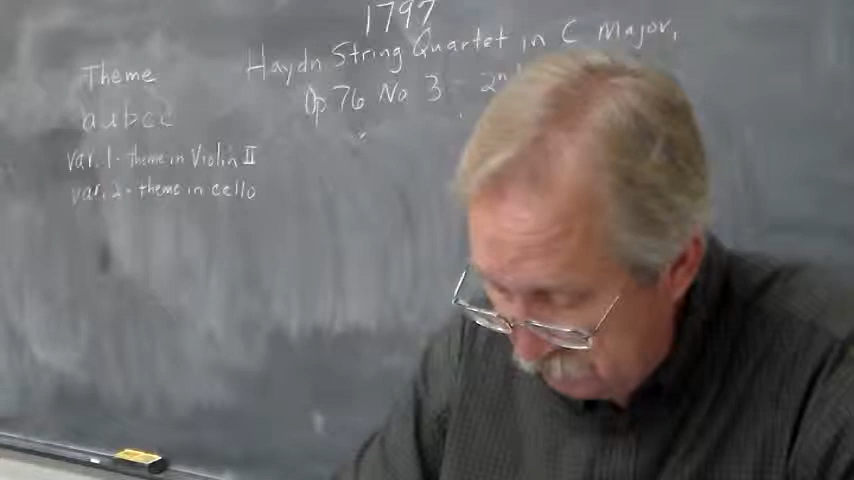 1797
Haydn String Quartet in C Major,
Op 76 No 3 - 2n
Theme
var. 1 - theme in Violin II
var. 2 - theme in cello